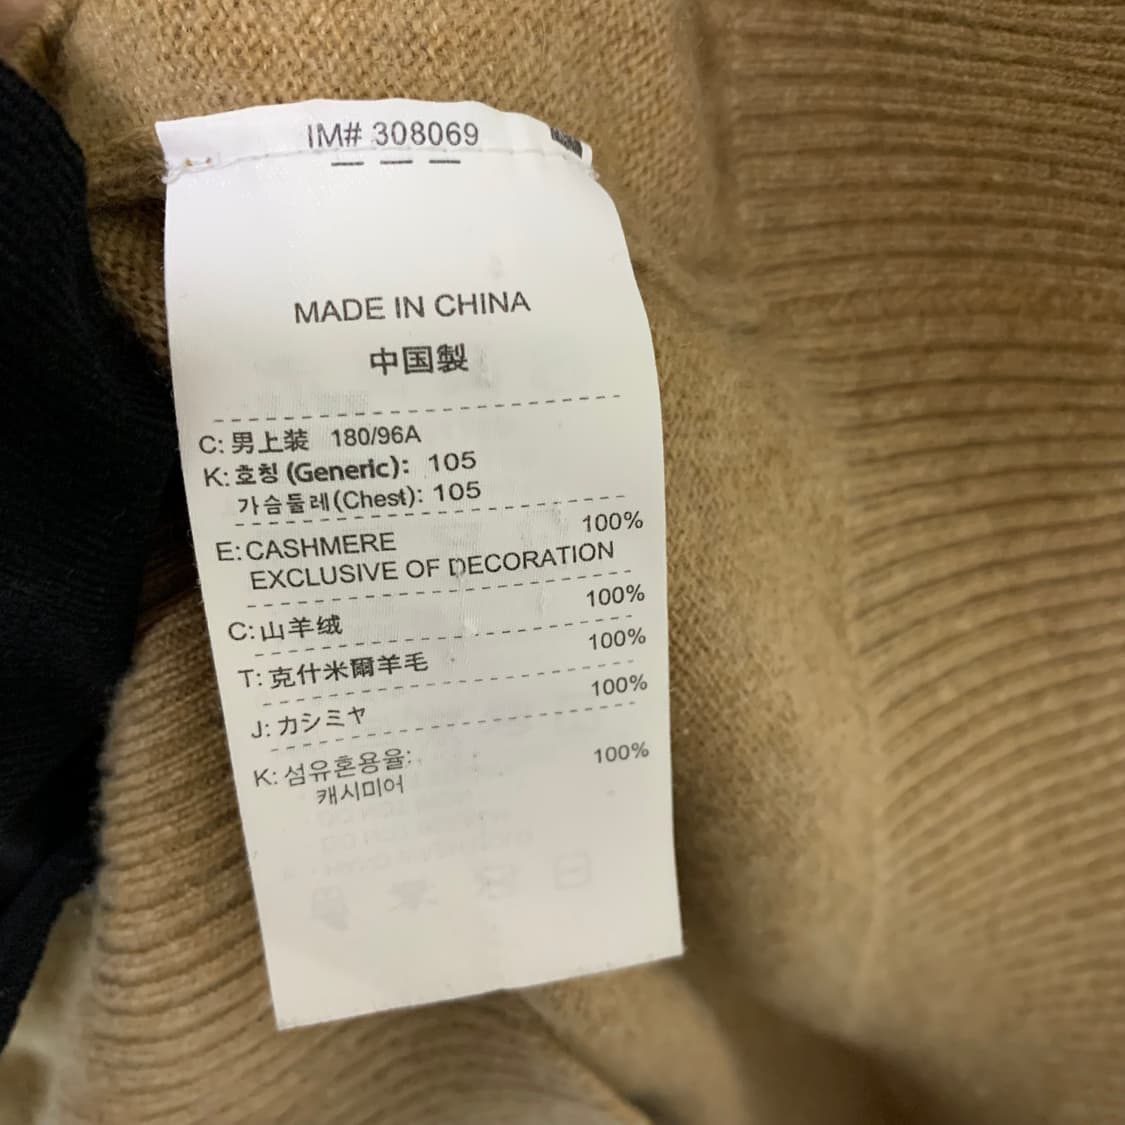 IM# 308069
MADE IN CHINA
中国製
C: 男上装 180/96A
K: 호칭 (Generic): 105
가슴둘레(Chest): 105
E: CASHMERE 100%
EXCLUSIVE OF DECORATION
C: 山羊绒 100%
T: 克什米爾羊毛 100%
J: カシミヤ 100%
K: 섬유혼용율: 100%
캐시미어